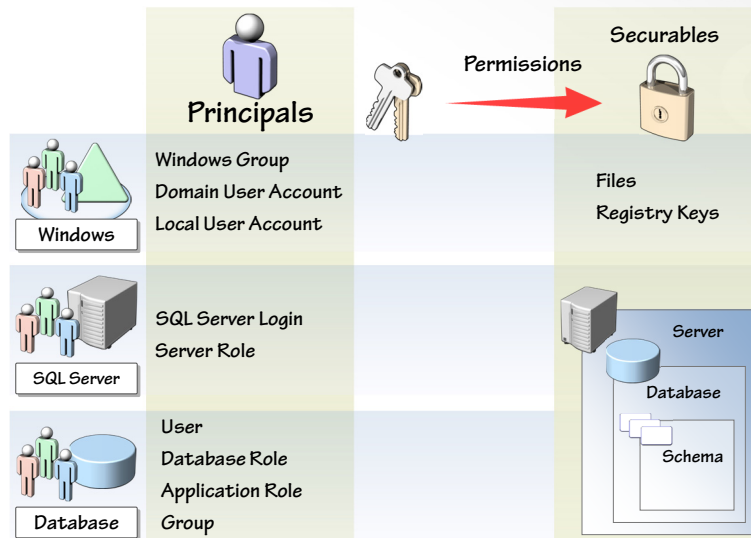 Principals
Permissions
Securables
Windows
Windows Group
Domain User Account
Local User Account
Files
Registry Keys
SQL Server
SQL Server Login
Server Role
Server
Database
Schema
Database
User
Database Role
Application Role
Group